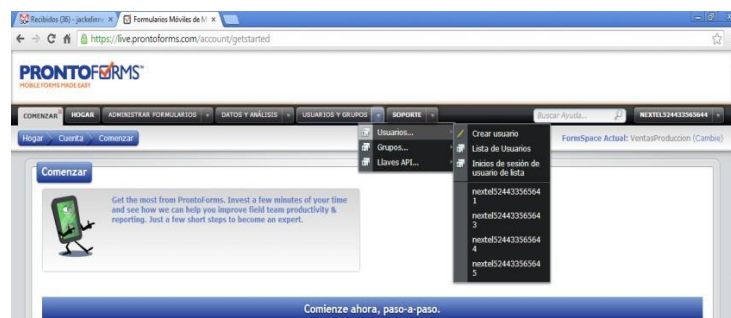 Recibidos (36) - jackeline
Formularios Móviles de M
https://live.prontoforms.com/account/getstarted
PRONTOFORMS™
MOBILE FORMS MADE EASY
COMENZAR HOGAR ADMINISTRAR FORMULARIOS DATOS Y ANÁLISIS USUARIOS Y GRUPOS SOPORTE Buscar Ayuda... NEXTEL524433565644
Hogar Cuenta Comenzar
FormSpace Actual: VentasProduccion (Cambie)
Usuarios...
Grupos...
Llaves API...
Crear usuario
Lista de Usuarios
Inicios de sesión de
usuario de lista
nextel52443356564
1
nextel52443356564
3
nextel52443356564
4
nextel52443356564
5
Comenzar
Get the most from ProntoForms. Invest a few minutes of your time
and see how we can help you improve field team productivity &
reporting. Just a few short steps to become an expert.
Comienze ahora, paso-a-paso.